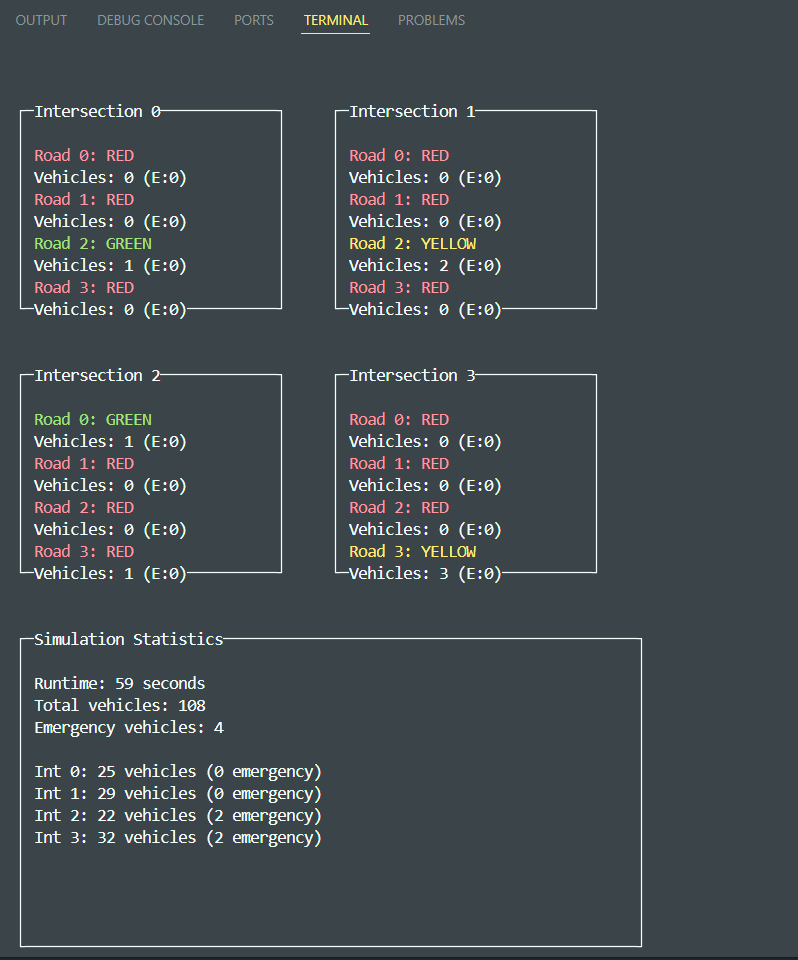 OUTPUT DEBUG CONSOLE PORTS TERMINAL PROBLEMS
Intersection 0
Road 0: RED
Vehicles: 0 (E:0)
Road 1: RED
Vehicles: 0 (E:0)
Road 2: GREEN
Vehicles: 1 (E:0)
Road 3: RED
Vehicles: 0 (E:0)
Intersection 1
Road 0: RED
Vehicles: 0 (E:0)
Road 1: RED
Vehicles: 0 (E:0)
Road 2: YELLOW
Vehicles: 2 (E:0)
Road 3: RED
Vehicles: 0 (E:0)
Intersection 2
Road 0: GREEN
Vehicles: 1 (E:0)
Road 1: RED
Vehicles: 0 (E:0)
Road 2: RED
Vehicles: 0 (E:0)
Road 3: RED
Vehicles: 1 (E:0)
Intersection 3
Road 0: RED
Vehicles: 0 (E:0)
Road 1: RED
Vehicles: 0 (E:0)
Road 2: RED
Vehicles: 0 (E:0)
Road 3: YELLOW
Vehicles: 3 (E:0)
Simulation Statistics
Runtime: 59 seconds
Total vehicles: 108
Emergency vehicles: 4
Int 0: 25 vehicles (0 emergency)
Int 1: 29 vehicles (0 emergency)
Int 2: 22 vehicles (2 emergency)
Int 3: 32 vehicles (2 emergency)